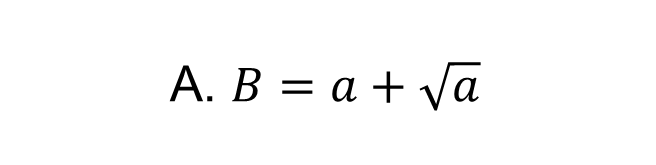 A. B = a + √a